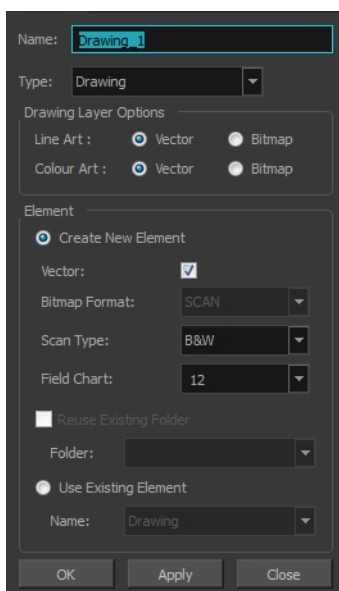 Name: Drawing_1
Type: Drawing
Drawing Layer Options
Line Art : Vector Bitmap
Colour Art : Vector Bitmap
Element
Create New Element
Vector:
Bitmap Format: SCAN
Scan Type: B&W
Field Chart: 12
Reuse Existing Folder
Folder:
Use Existing Element
Name: Drawing
OK Apply Close